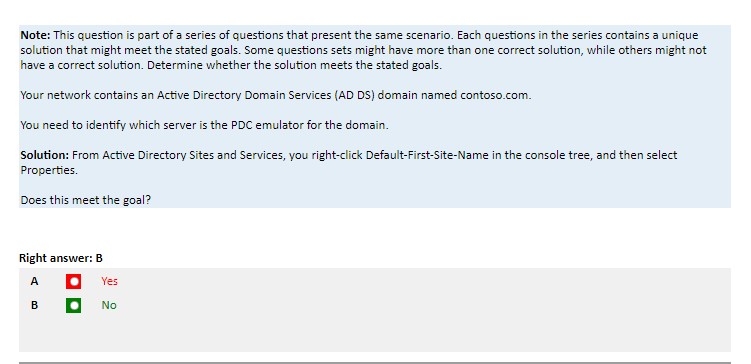 Note: This question is part of a series of questions that present the same scenario. Each questions in the series contains a unique
solution that might meet the stated goals. Some questions sets might have more than one correct solution, while others might not
have a correct solution. Determine whether the solution meets the stated goals.
Your network contains an Active Directory Domain Services (AD DS) domain named contoso.com.
You need to identify which server is the PDC emulator for the domain.
Solution: From Active Directory Sites and Services, you right-click Default-First-Site-Name in the console tree, and then select
Properties.
Does this meet the goal?
Right answer: B
A Yes
B No